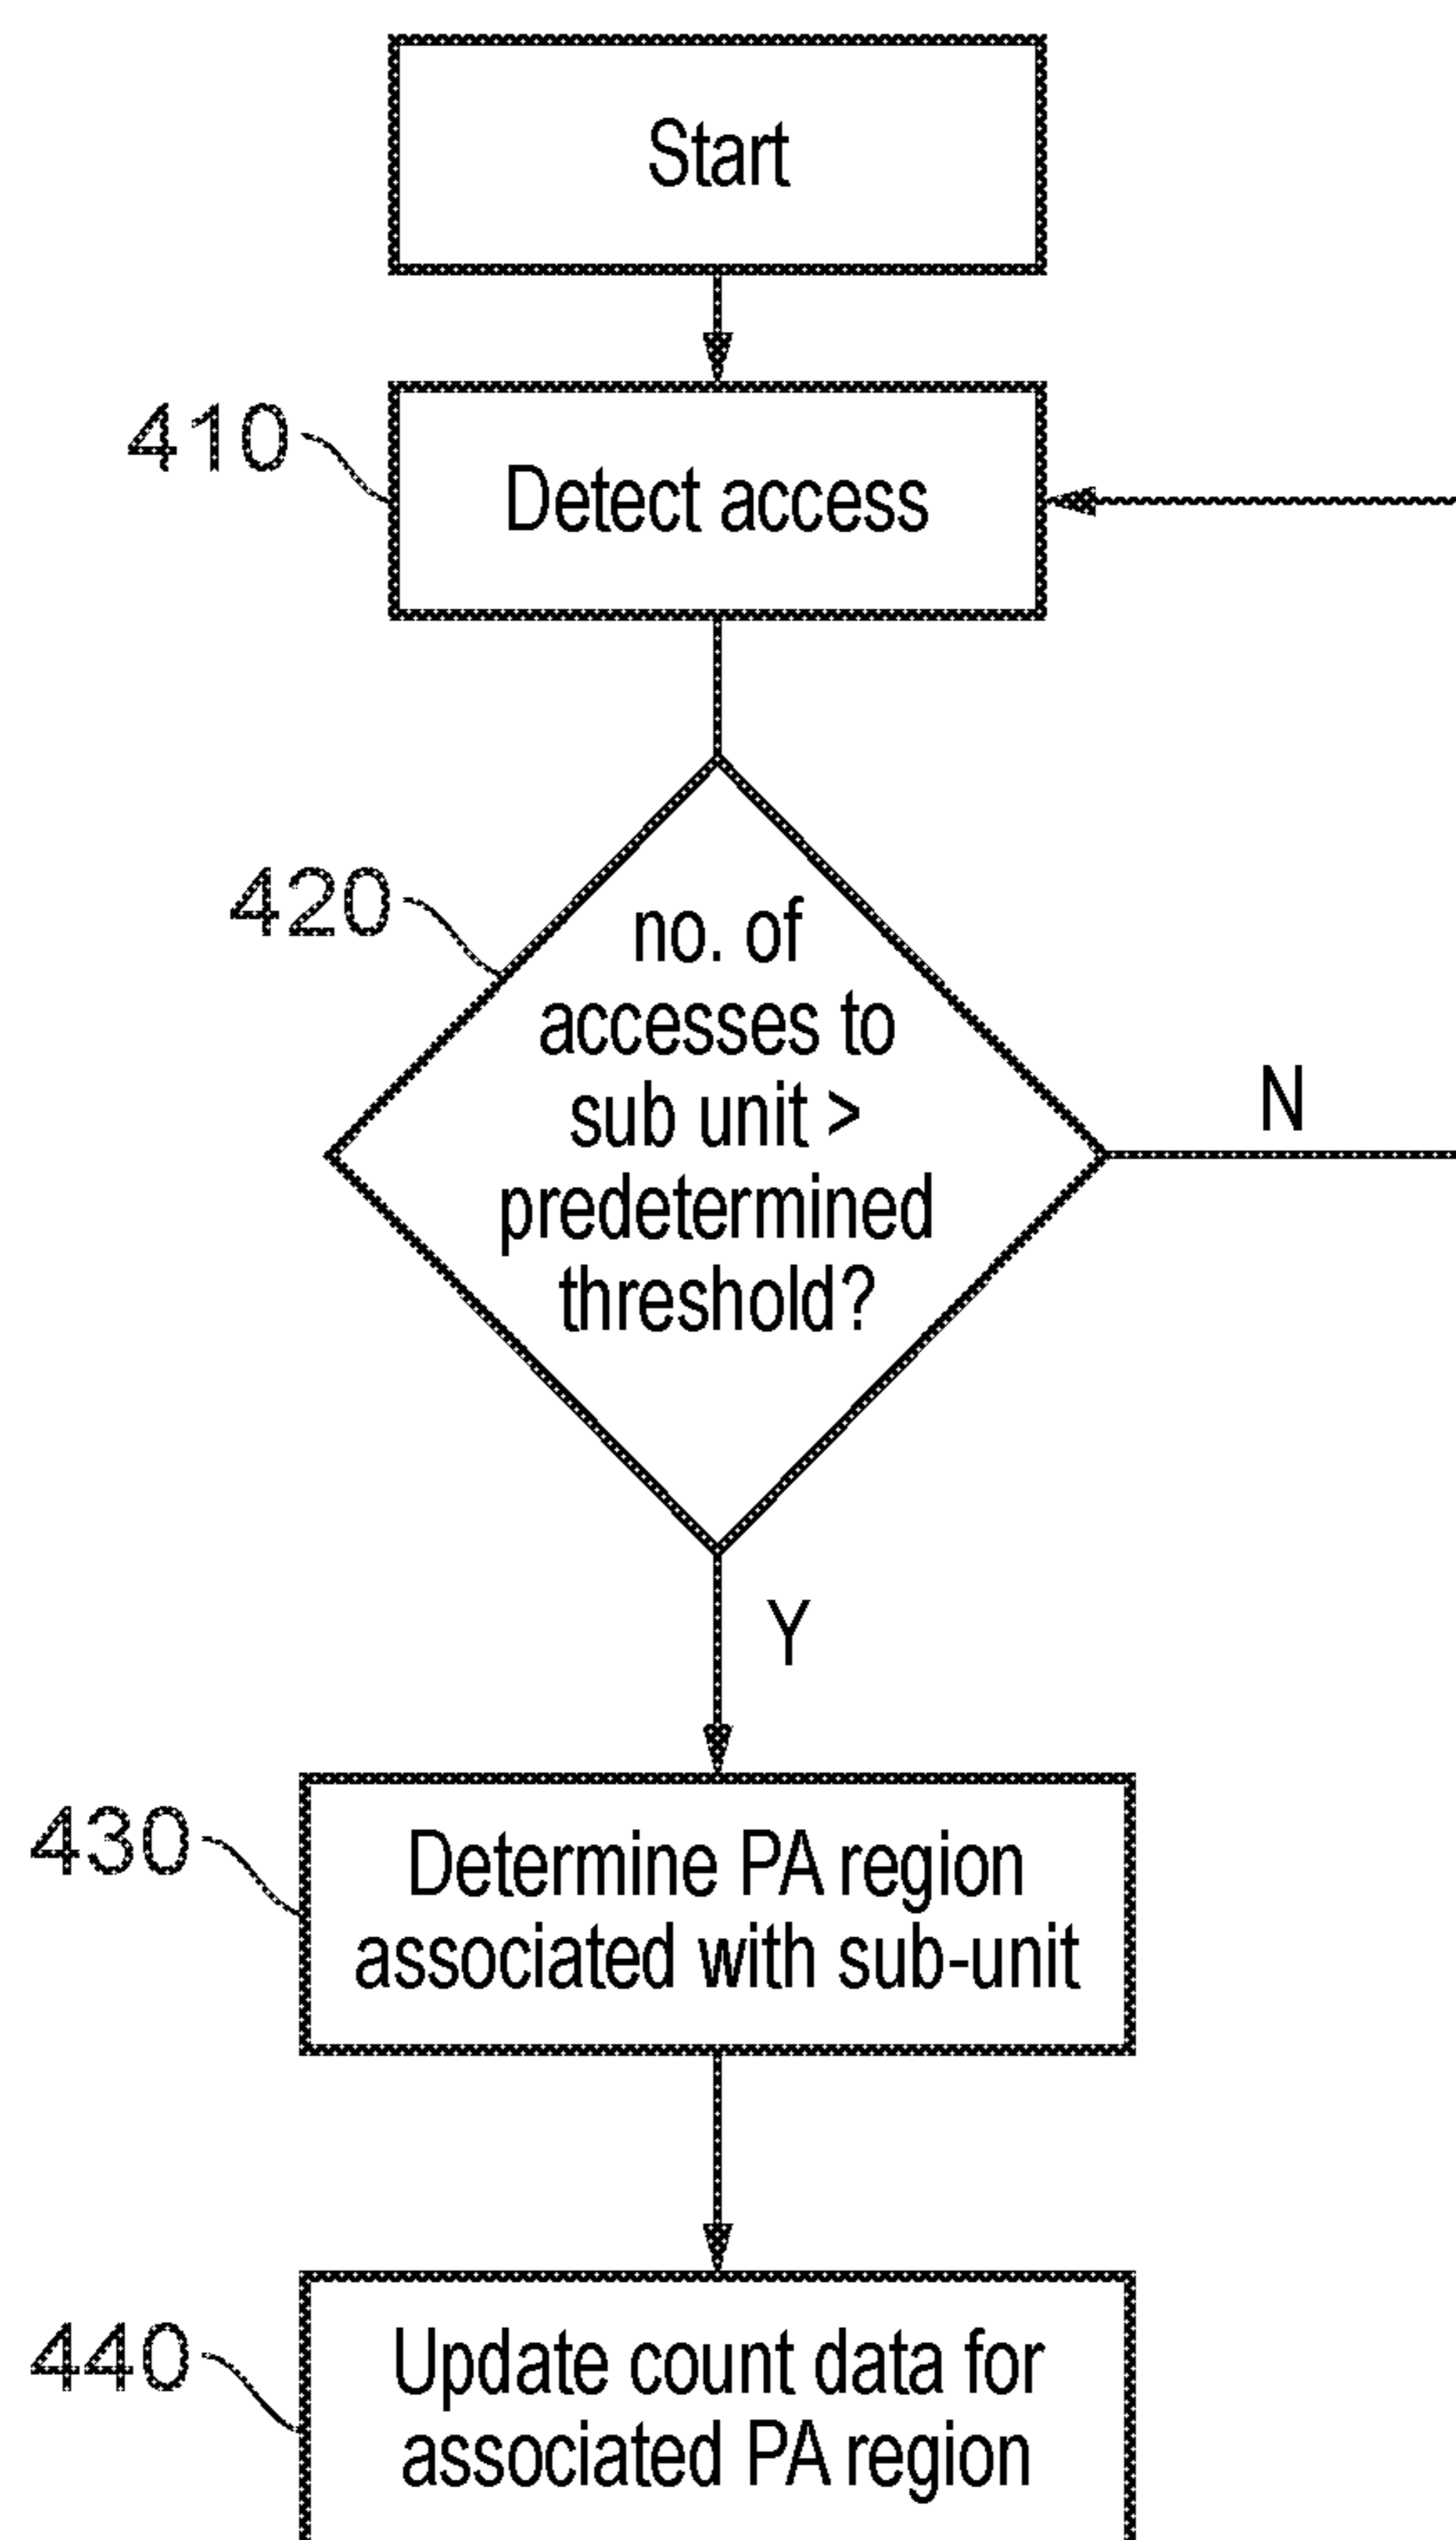 Start
410
Detect access
420
no. of
accesses to
sub unit >
predetermined
threshold?
N
Y
430
Determine PA region
associated with sub-unit
440
Update count data for
associated PA region